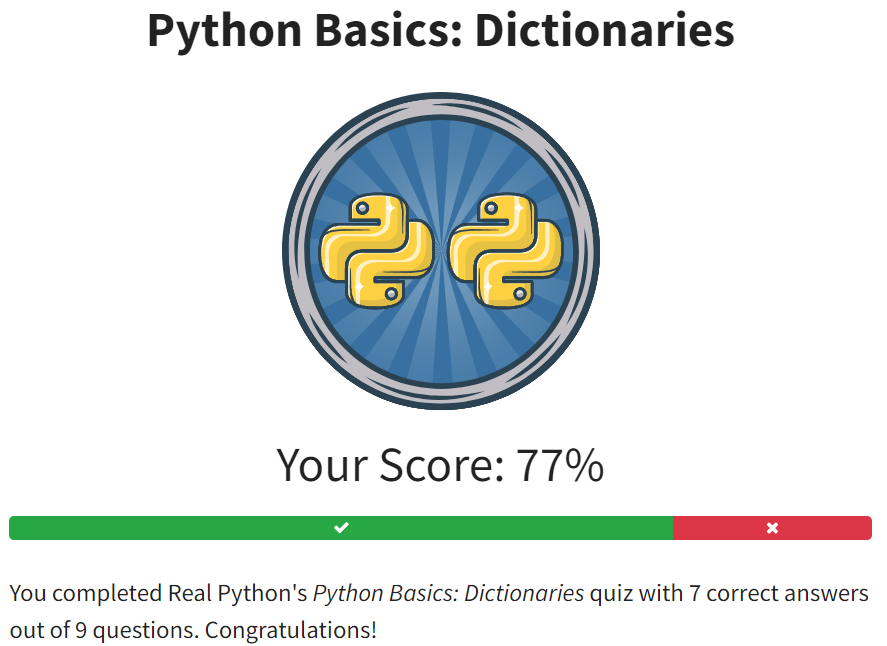 Python Basics: Dictionaries
Your Score: 77%
You completed Real Python's Python Basics: Dictionaries quiz with 7 correct answers
out of 9 questions. Congratulations!